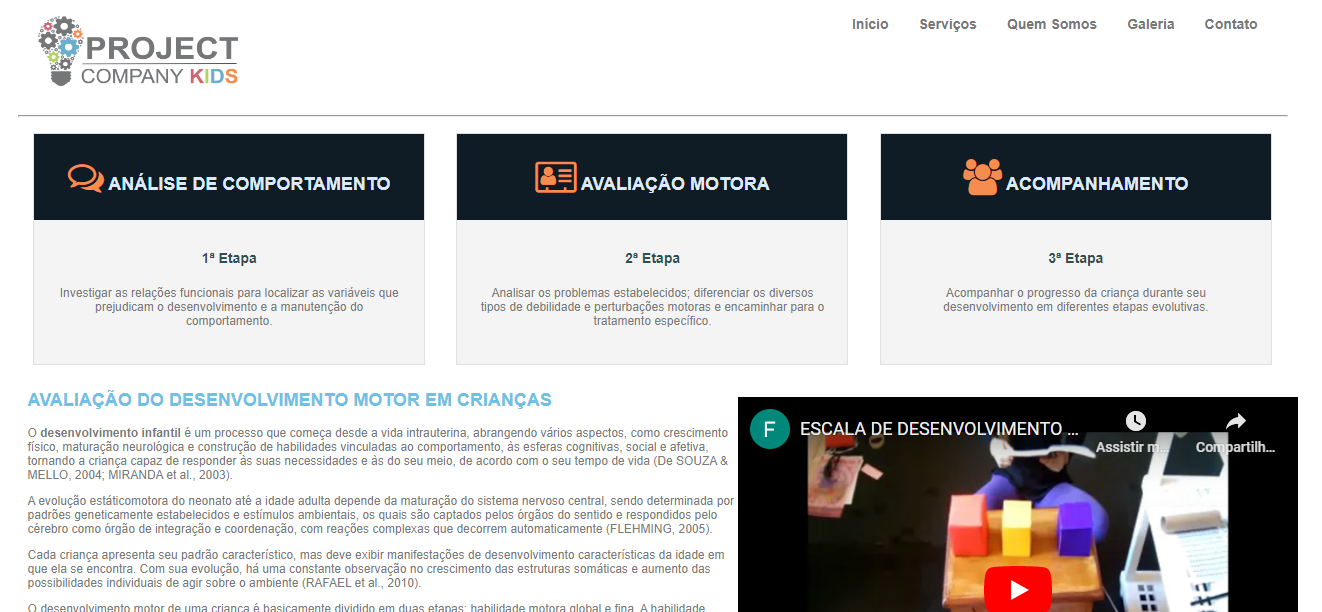 PROJECT
COMPANY KIDS
Início Serviços Quem Somos Galeria Contato
ANÁLISE DE COMPORTAMENTO
1ª Etapa
Investigar as relações funcionais para localizar as variáveis que
prejudicam o desenvolvimento e a manutenção do
comportamento.
AVALIAÇÃO MOTORA
2ª Etapa
Analisar os problemas estabelecidos; diferenciar os diversos
tipos de debilidade e perturbações motoras e encaminhar para o
tratamento específico.
ACOMPANHAMENTO
3ª Etapa
Acompanhar o progresso da criança durante seu
desenvolvimento em diferentes etapas evolutivas.
AVALIAÇÃO DO DESENVOLVIMENTO MOTOR EM CRIANÇAS
O desenvolvimento infantil é um processo que começa desde a vida intrauterina, abrangendo vários aspectos, como crescimento
físico, maturação neurológica e construção de habilidades vinculadas ao comportamento, às esferas cognitivas, social e afetiva,
tornando a criança capaz de responder às suas necessidades e às do seu meio, de acordo com o seu tempo de vida (De SOUZA &
MELLO, 2004; MIRANDA et al., 2003).
A evolução estáticomotora do neonato até a idade adulta depende da maturação do sistema nervoso central, sendo determinada por
padrões geneticamente estabelecidos e estímulos ambientais, os quais são captados pelos órgãos do sentido e respondidos pelo
cérebro como órgão de integração e coordenação, com reações complexas que decorrem automaticamente (FLEHMING, 2005).
Cada criança apresenta seu padrão característico, mas deve exibir manifestações de desenvolvimento características da idade em
que ela se encontra. Com sua evolução, há uma constante observação no crescimento das estruturas somáticas e aumento das
possibilidades individuais de agir sobre o ambiente (RAFAEL et al., 2010).
O desenvolvimento motor de uma criança é basicamente dividido em duas etapas: habilidade motora global e fina. A habilidade
F
ESCALA DE DESENVOLVIMENTO ...
Assistir m...
Compartilh...